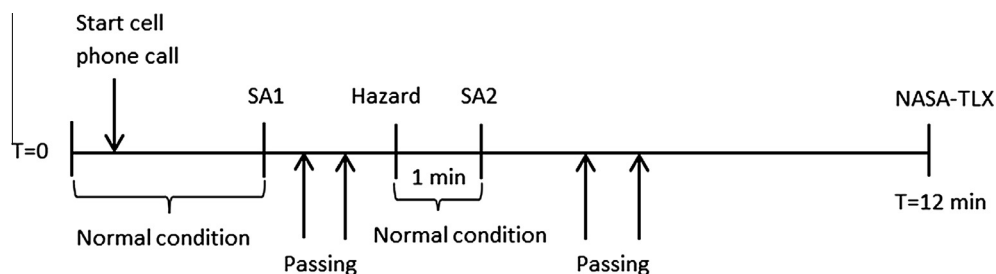 Start cell
phone call
SA1
Hazard
SA2
NASA-TLX
T=0
1 min
T=12 min
Normal condition
Normal condition
Passing
Passing